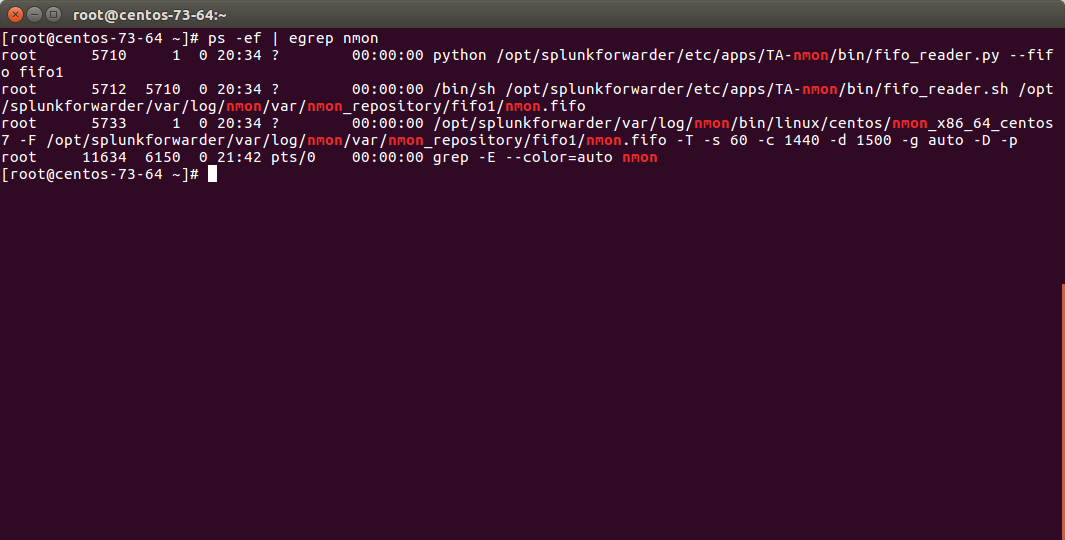 root@centos-73-64:~
[root@centos-73-64 ~]# ps -ef | egrep nmon
root      5710     1  0 20:34 ?        00:00:00 python /opt/splunkforwarder/etc/apps/TA-nmon/bin/fifo_reader.py --fif
o fifo1
root      5712  5710  0 20:34 ?        00:00:00 /bin/sh /opt/splunkforwarder/etc/apps/TA-nmon/bin/fifo_reader.sh /opt
/splunkforwarder/var/log/nmon/var/nmon_repository/fifo1/nmon.fifo
root      5733     1  0 20:34 ?        00:00:00 /opt/splunkforwarder/var/log/nmon/bin/linux/centos/nmon_x86_64_centos
7 -F /opt/splunkforwarder/var/log/nmon/var/nmon_repository/fifo1/nmon.fifo -T -s 60 -c 1440 -d 1500 -g auto -D -p
root     11634  6150  0 21:42 pts/0    00:00:00 grep -E --color=auto nmon
[root@centos-73-64 ~]#